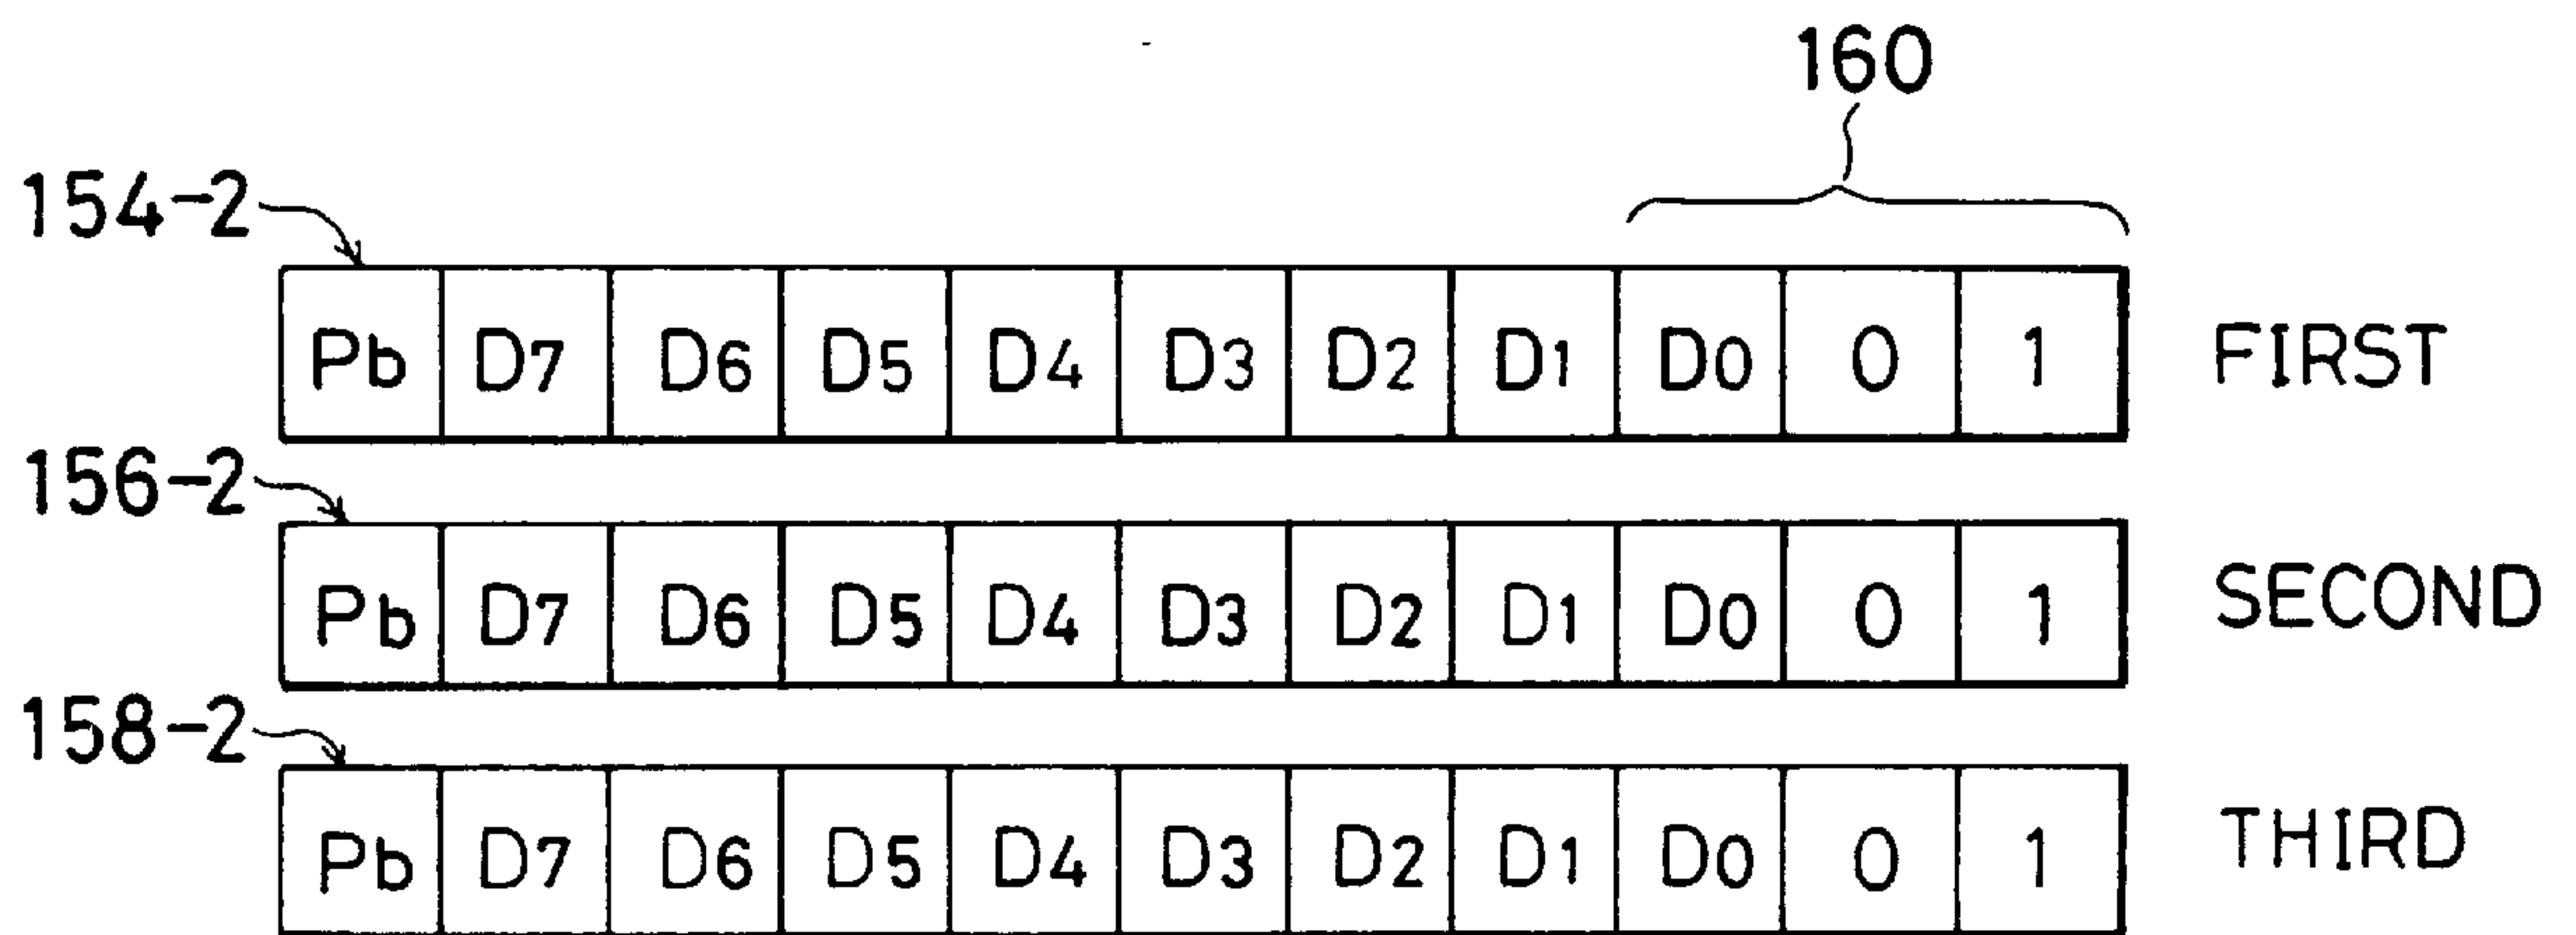 160
154-2
Pb D7 D6 D5 D4 D3 D2 D1 D0 0 1 FIRST
156-2
Pb D7 D6 D5 D4 D3 D2 D1 D0 0 1 SECOND
158-2
Pb D7 D6 D5 D4 D3 D2 D1 D0 0 1 THIRD